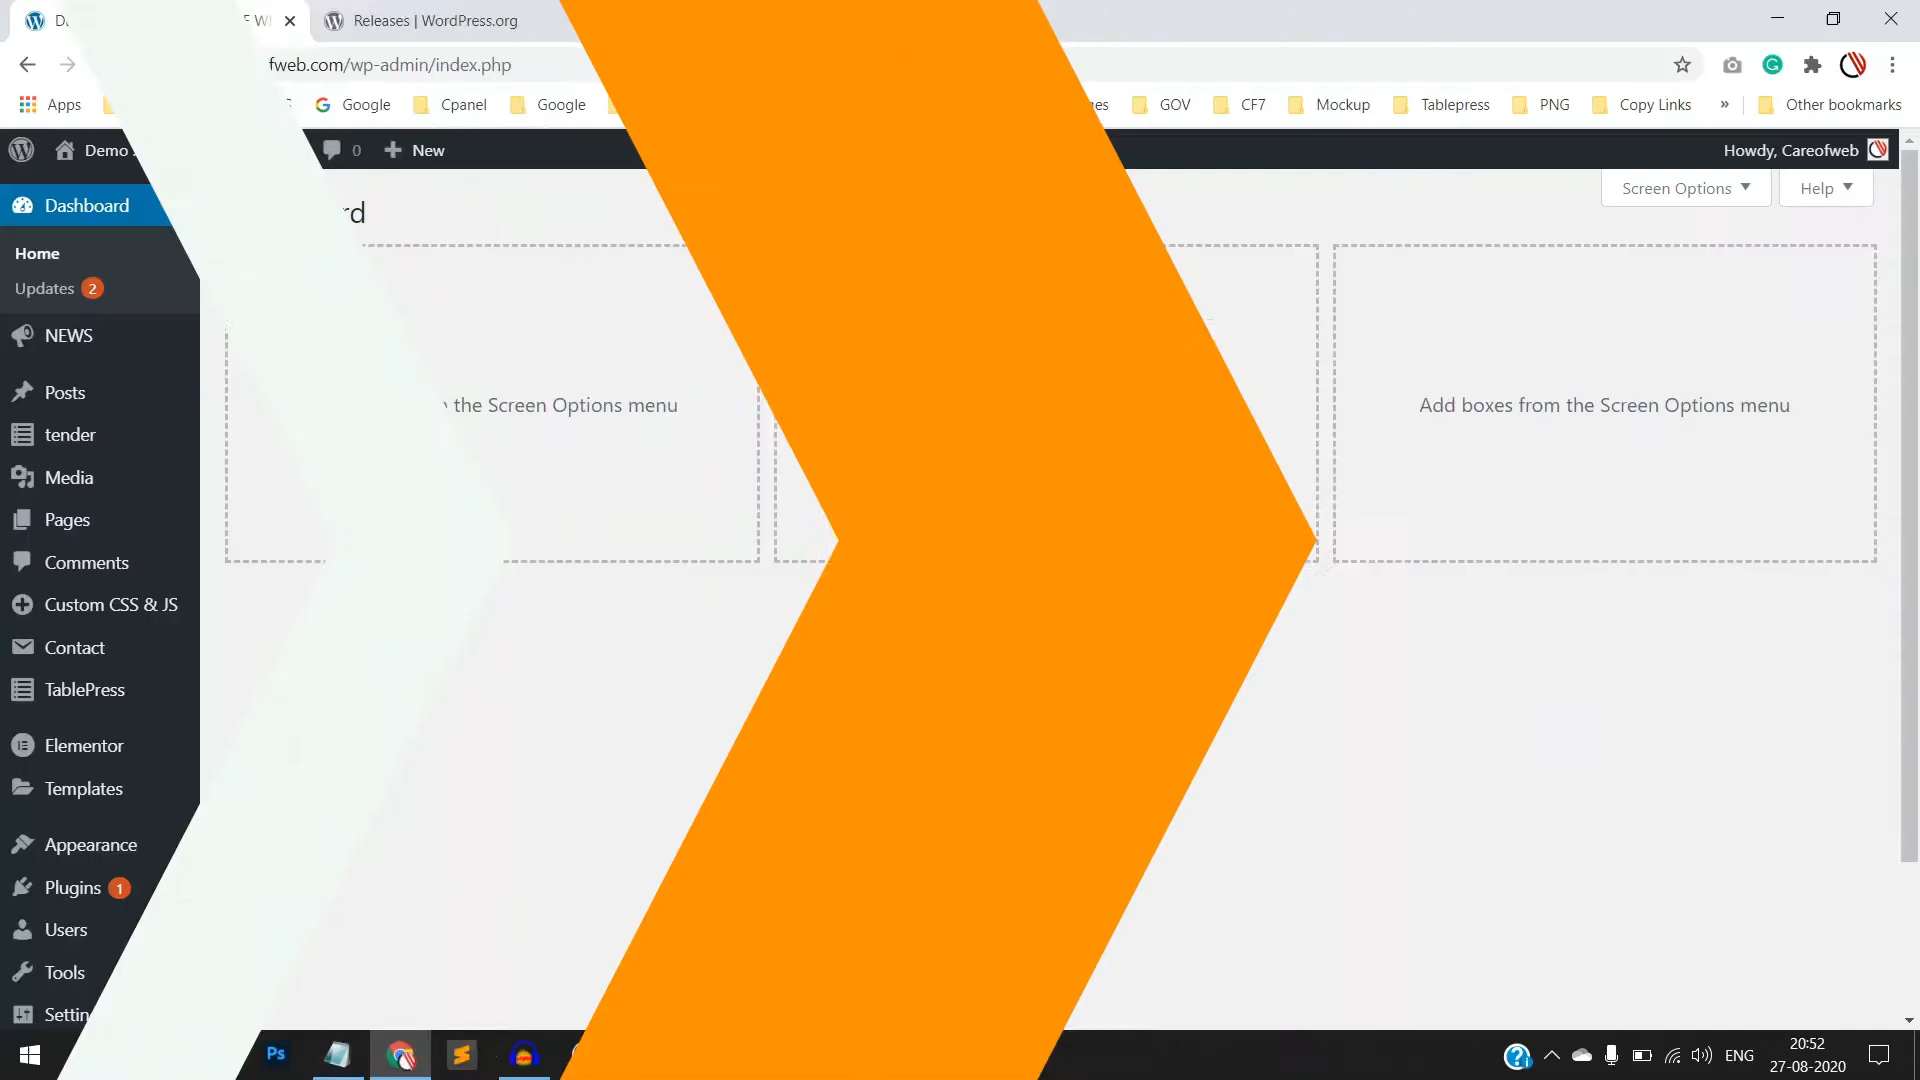 Releases | WordPress.org
fweb.com/wp-admin/index.php
Apps Google Cpanel Google GOV CF7 Mockup Tablepress PNG Copy Links » Other bookmarks
Demo 0 New Howdy, Careofweb
Screen Options Help
Dashboard
Home
Updates 2
NEWS
Posts
the Screen Options menu
Add boxes from the Screen Options menu
tender
Media
Pages
Comments
Custom CSS & JS
Contact
TablePress
Elementor
Templates
Appearance
Plugins 1
Users
Tools
Settin
Ps
ENG
20:52
27-08-2020